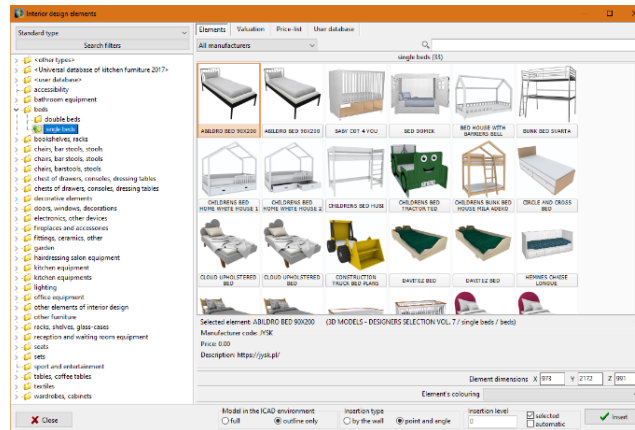 Interior design elements
Standard type
Search filters
<other types>
<Universal database of kitchen furniture 2017>
<user database>
accessibility
bathroom equipment
beds
double beds
single beds
bookshelves, racks
chairs, bar stools, stools
chairs, bar stools, stools
chairs, barstools, stools
chest of drawers, consoles, dressing tables
chests of drawers, consoles, dressing tables
decorative elements
doors, windows, decorations
electronics, other devices
fireplaces and accessories
fittings, ceramics, other
garden
hairdressing salon equipment
kitchen equipment
kitchen equipments
lighting
office equipment
other elements of interior design
other furniture
racks, shelves, glass-cases
reception and waiting room equipment
seats
sets
sport and entertainment
tables, coffee tables
textiles
wardrobes, cabinets
Close
Elements Valuation Price-list User database
All manufacturers
single beds (33)
ABILDRO BED 90X200 ABILDRO BED 90X200 BABY COT 4 YOU BED DOMEK BED HOUSE WITH BARRIERS BELL BUNK BED SVARTA
CHILDRENS BED HOME WHITE HOUSE 1 CHILDRENS BED HOME WHITE HOUSE 2 CHILDRENS BED HUSI CHILDRENS BED TRACTOR TED CHILDRENS BUNK BED HOUSE MILA ADEKO CIRCLE AND CROSS BED
CLOUD UPHOLSTERED BED CLOUD UPHOLSTERED BED CONSTRUCTION TRUCK BED PLANS DAVITEZ BED DAVITEZ BED HEMNES CHAISE LONGUE
Selected element: ABILDRO BED 90X200 (3D MODELS - DESIGNERS SELECTION VOL. 7 / single beds / beds)
Manufacturer code: JYSK
Price: 0.00
Description: https://jysk.pl/
Element dimensions X 973 Y 2172 Z 991
Element's colouring
Model in the ICAD environment
full outline only
Insertion type
by the wall point and angle
Insertion level
0
selected
automatic
Insert